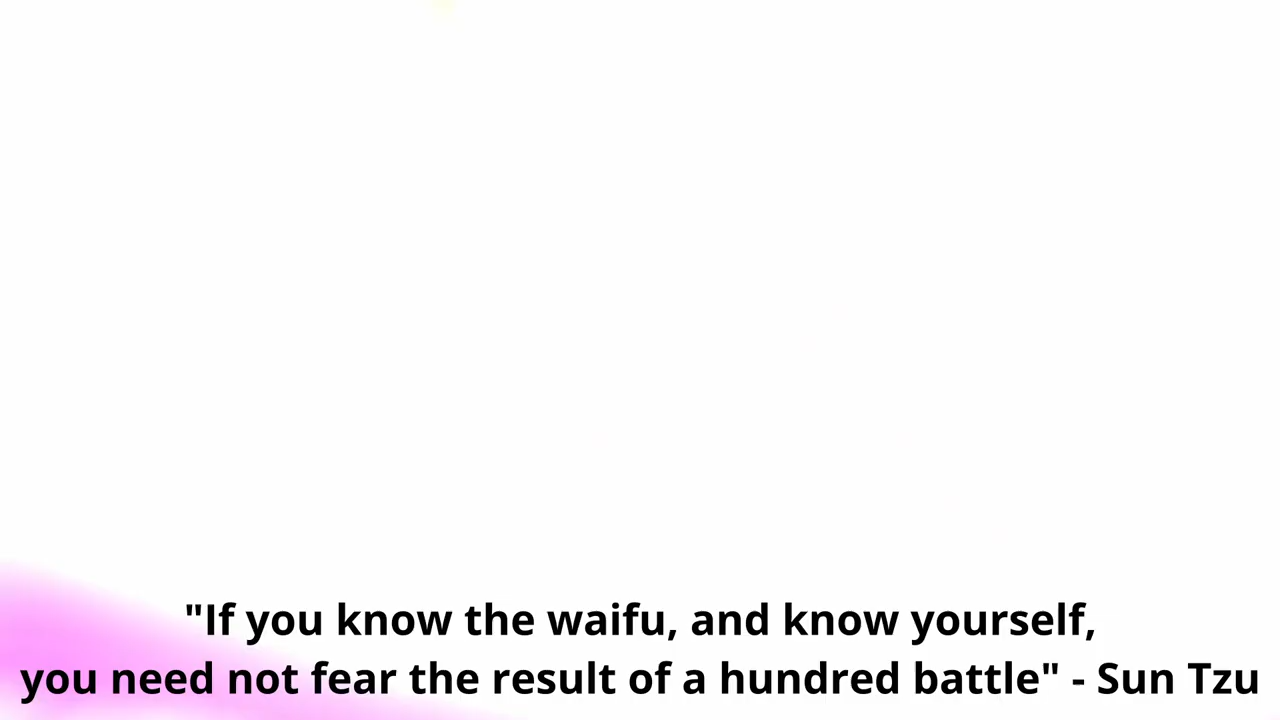 "If you know the waifu, and know yourself,
you need not fear the result of a hundred battle" - Sun Tzu